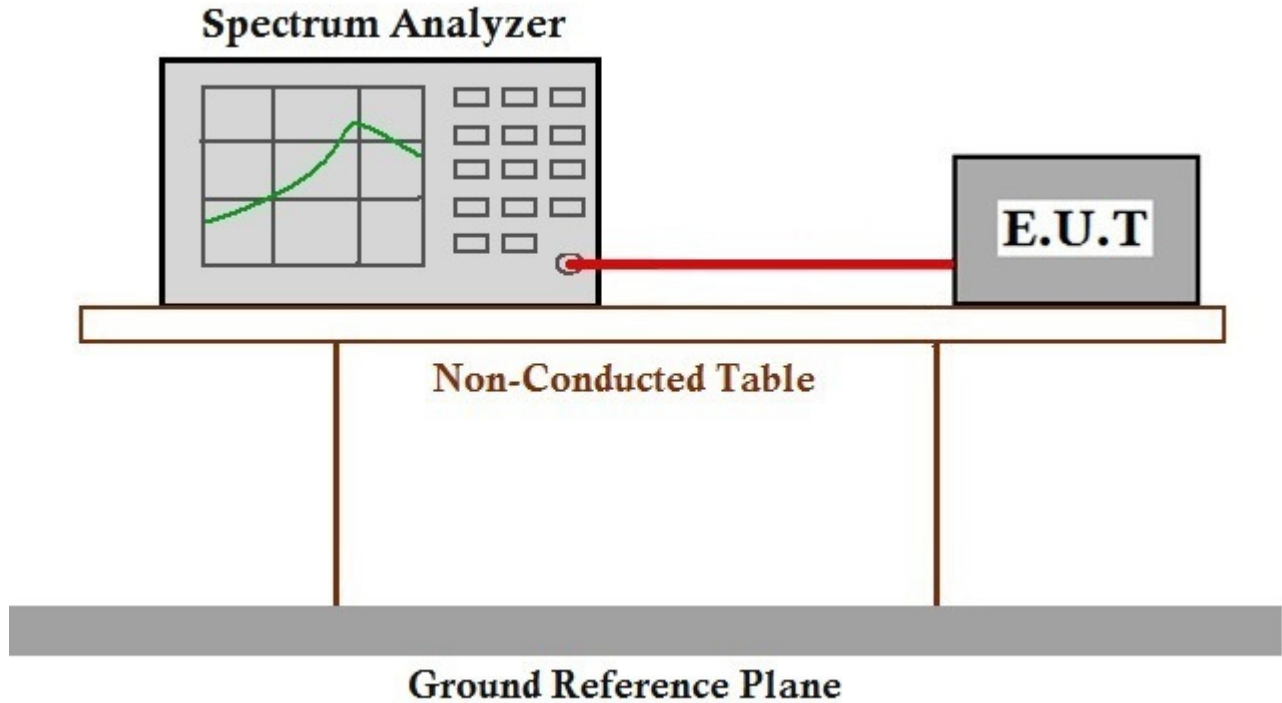 Spectrum Analyzer
E.U.T
Non-Conducted Table
Ground Reference Plane